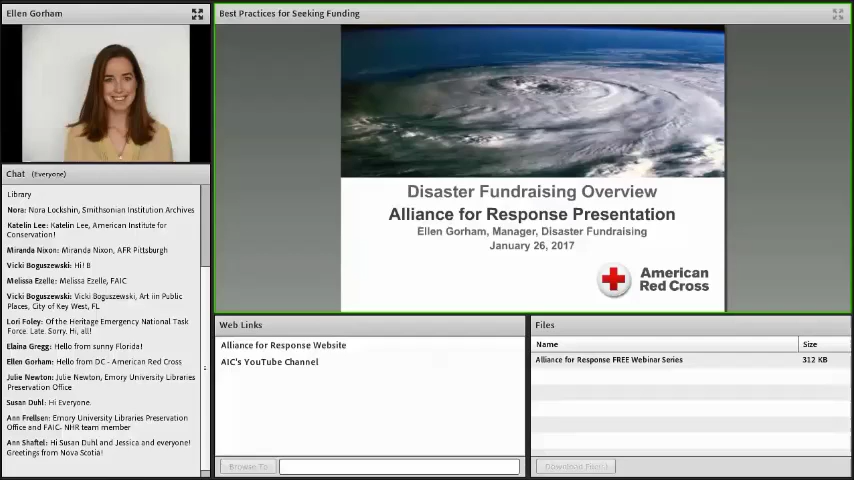 Ellen Gorham
Best Practices for Seeking Funding
Disaster Fundraising Overview
Alliance for Response Presentation
Ellen Gorham, Manager, Disaster Fundraising
January 26, 2017
American
Red Cross
Chat (Everyone)
Library
Nora: Nora Lockshin, Smithsonian Institution Archives
Katelin Lee: Katelin Lee, American Institute for
Conservation!
Miranda Nixon: Miranda Nixon, AFR Pittsburgh
Vicki Boguszewski: Hi! B
Melissa Ezelle: Melissa Ezelle, FAIC
Vicki Boguszewski: Vicki Boguszewski, Art iin Public
Places, City of Key West, FL
Lori Foley: Of the Heritage Emergency National Task
Force. Late. Sorry. Hi, all!
Elaina Gregg: Hello from sunny Florida!
Ellen Gorham: Hello from DC - American Red Cross
Julie Newton: Julie Newton, Emory University Libraries
Preservation Office
Susan Duhl: Hi Everyone.
Ann Frellsen: Emory University Libraries Preservation
Office and FAIC- NHR team member
Ann Shaftel: Hi Susan Duhl and Jessica and everyone!
Greetings from Nova Scotia!
Web Links
Alliance for Response Website
AIC's YouTube Channel
Browse To
Files
Name Size
Alliance for Response FREE Webinar Series 312 KB
Download File(s)